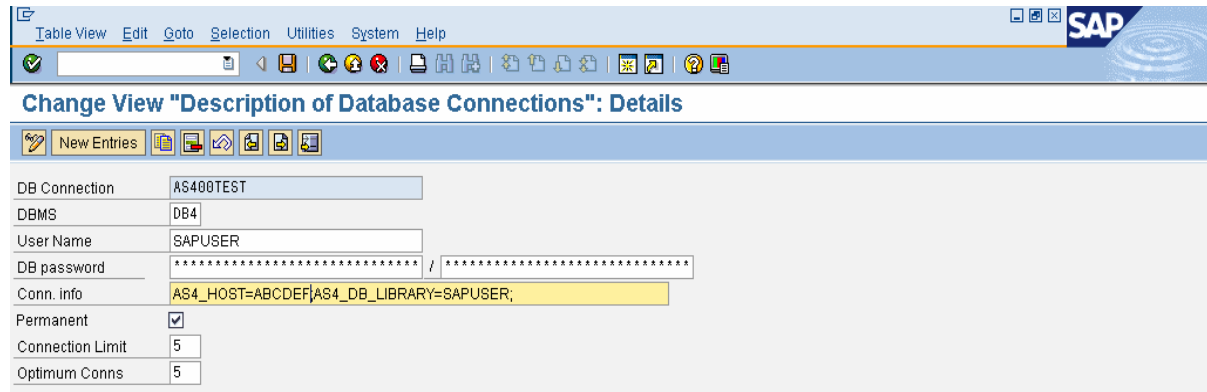 Table View Edit Goto Selection Utilities System Help
SAP
Change View "Description of Database Connections": Details
New Entries
DB Connection AS400TEST
DBMS DB4
User Name SAPUSER
DB password ****************************** / ******************************
Conn. info AS4_HOST=ABCDEF;AS4_DB_LIBRARY=SAPUSER;
Permanent
Connection Limit 5
Optimum Conns 5